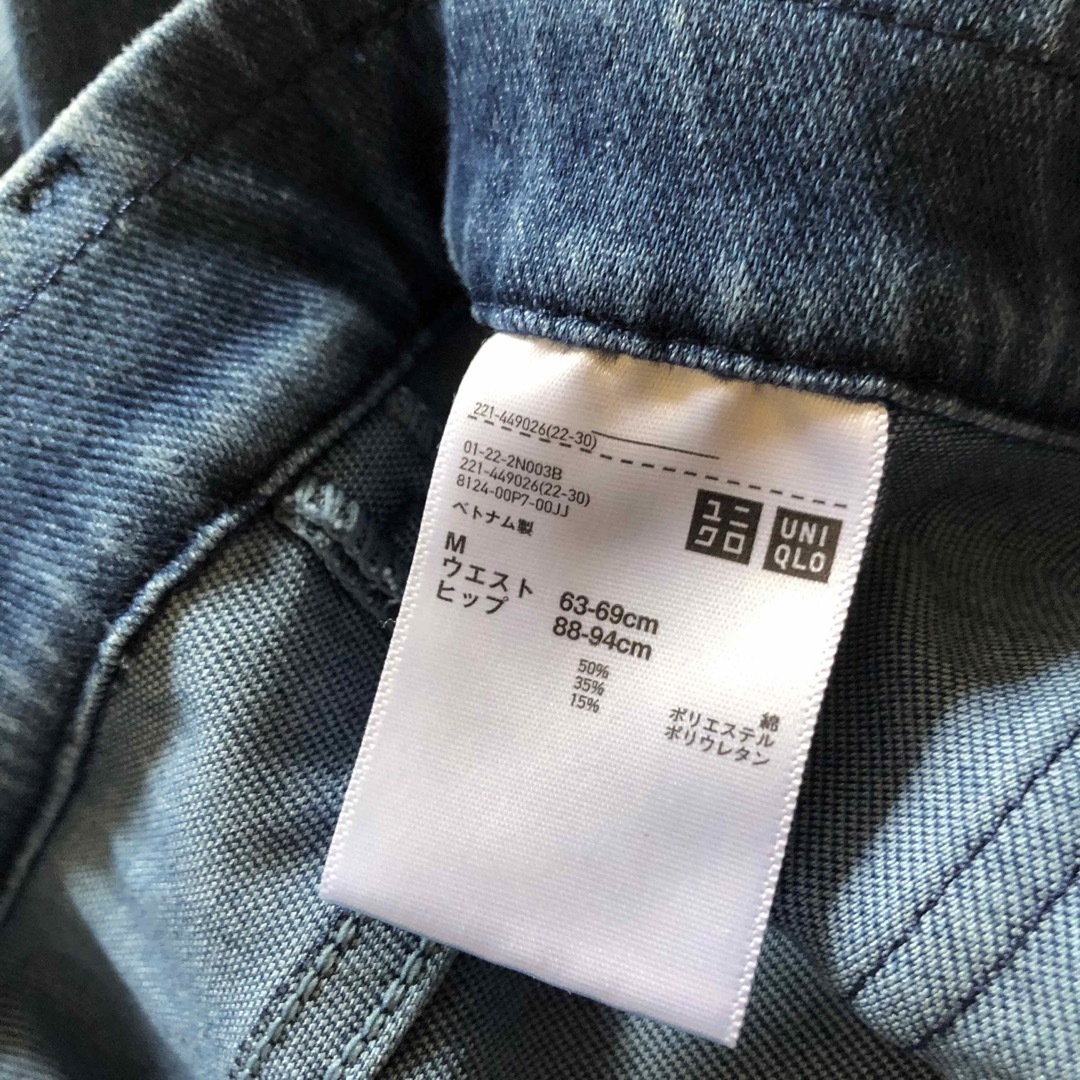 221-449026(22-30)
01-22-2N003B
221-449026(22-30)
8124-00P7-00JJ
ベトナム製
ユニ
クロ
UNI
QLO
M
ウエスト 63-69cm
ヒップ 88-94cm
50% 綿
35% ポリエステル
15% ポリウレタン